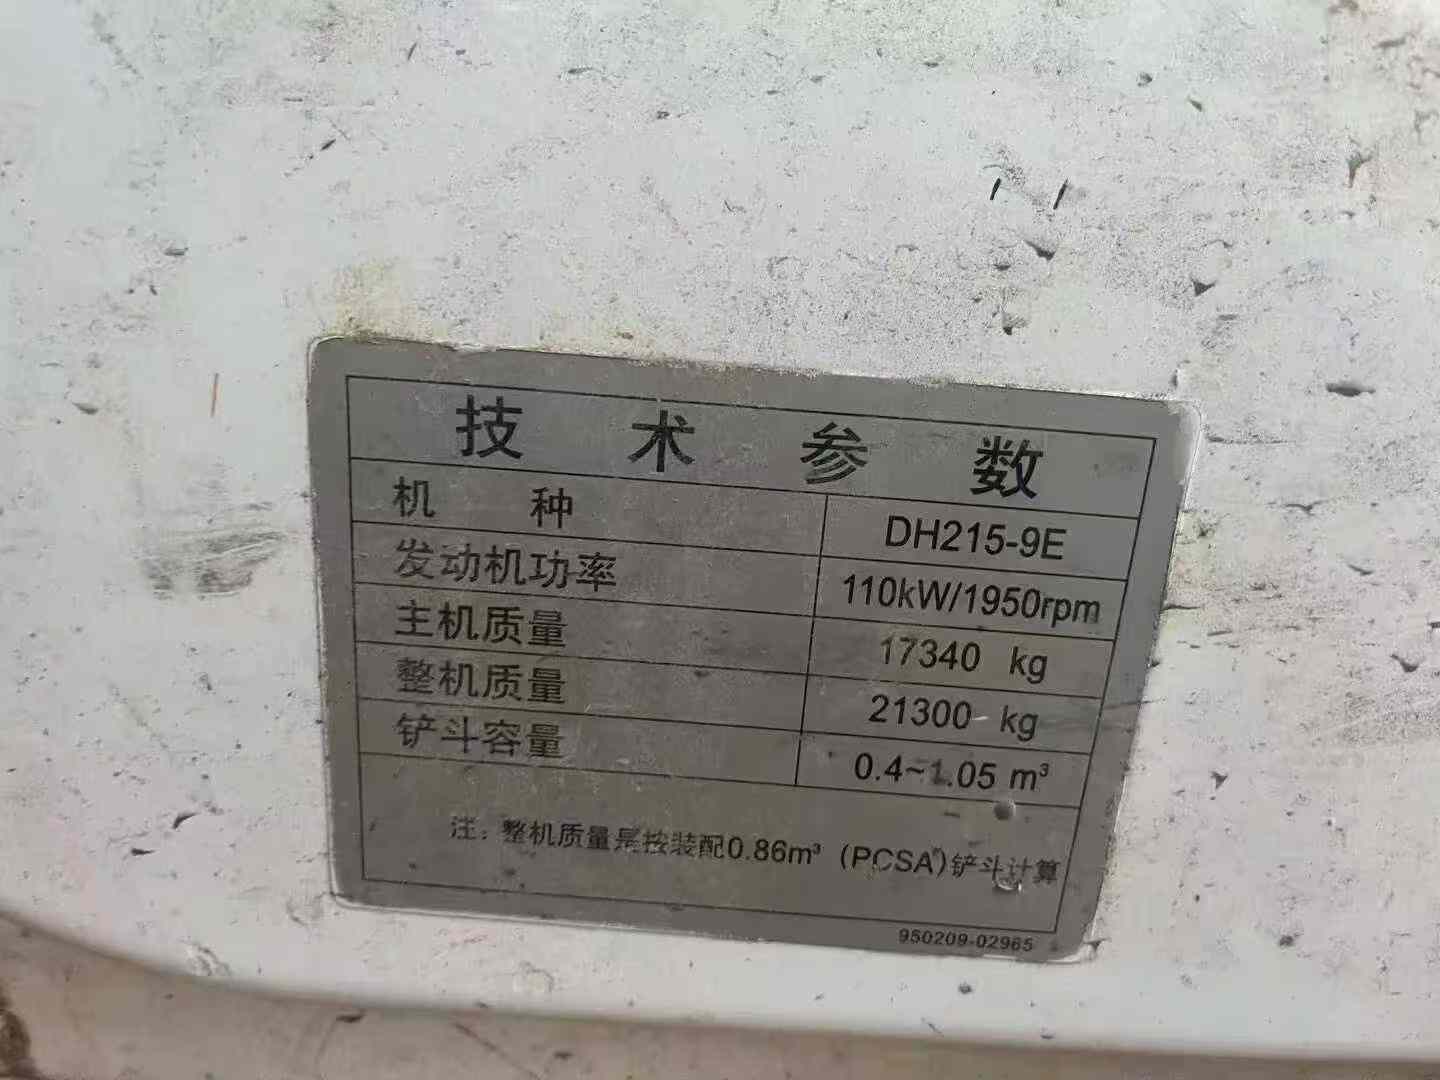 技术参数
机种 DH215-9E
发动机功率 110kW/1950rpm
主机质量 17340 kg
整机质量 21300 kg
铲斗容量 0.4~1.05 m³
注：整机质量是按装配0.86m³（PCSA）铲斗计算
950209-02965